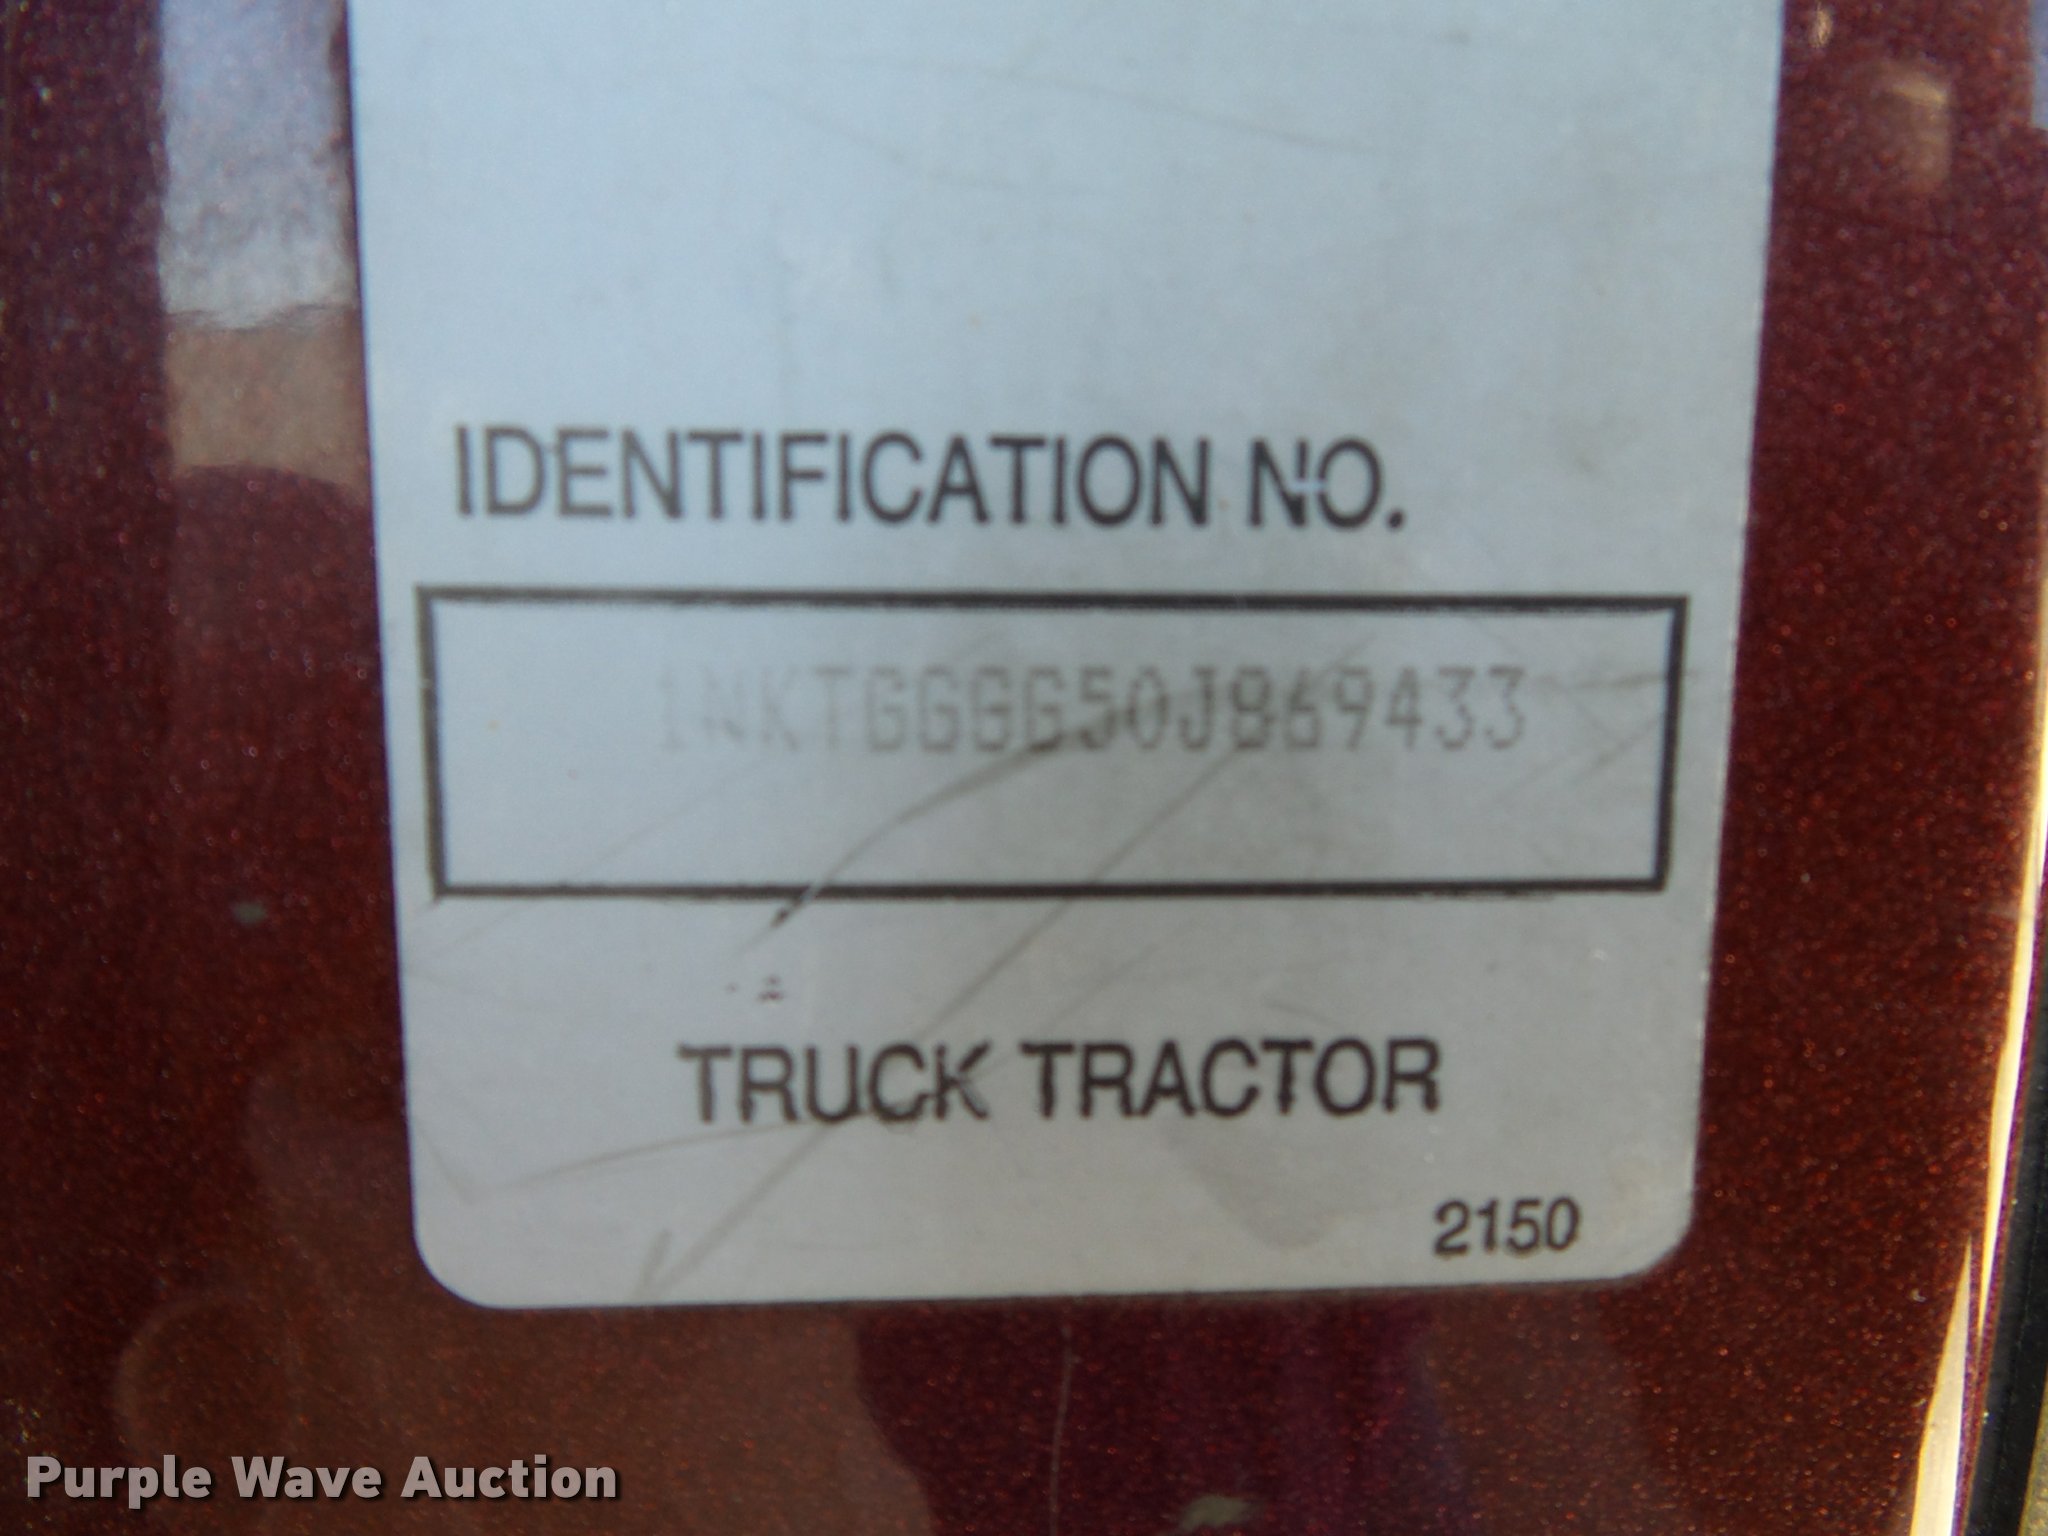 IDENTIFICATION NO.
1NKTGGGG50J869433
TRUCK TRACTOR
2150
Purple Wave Auction